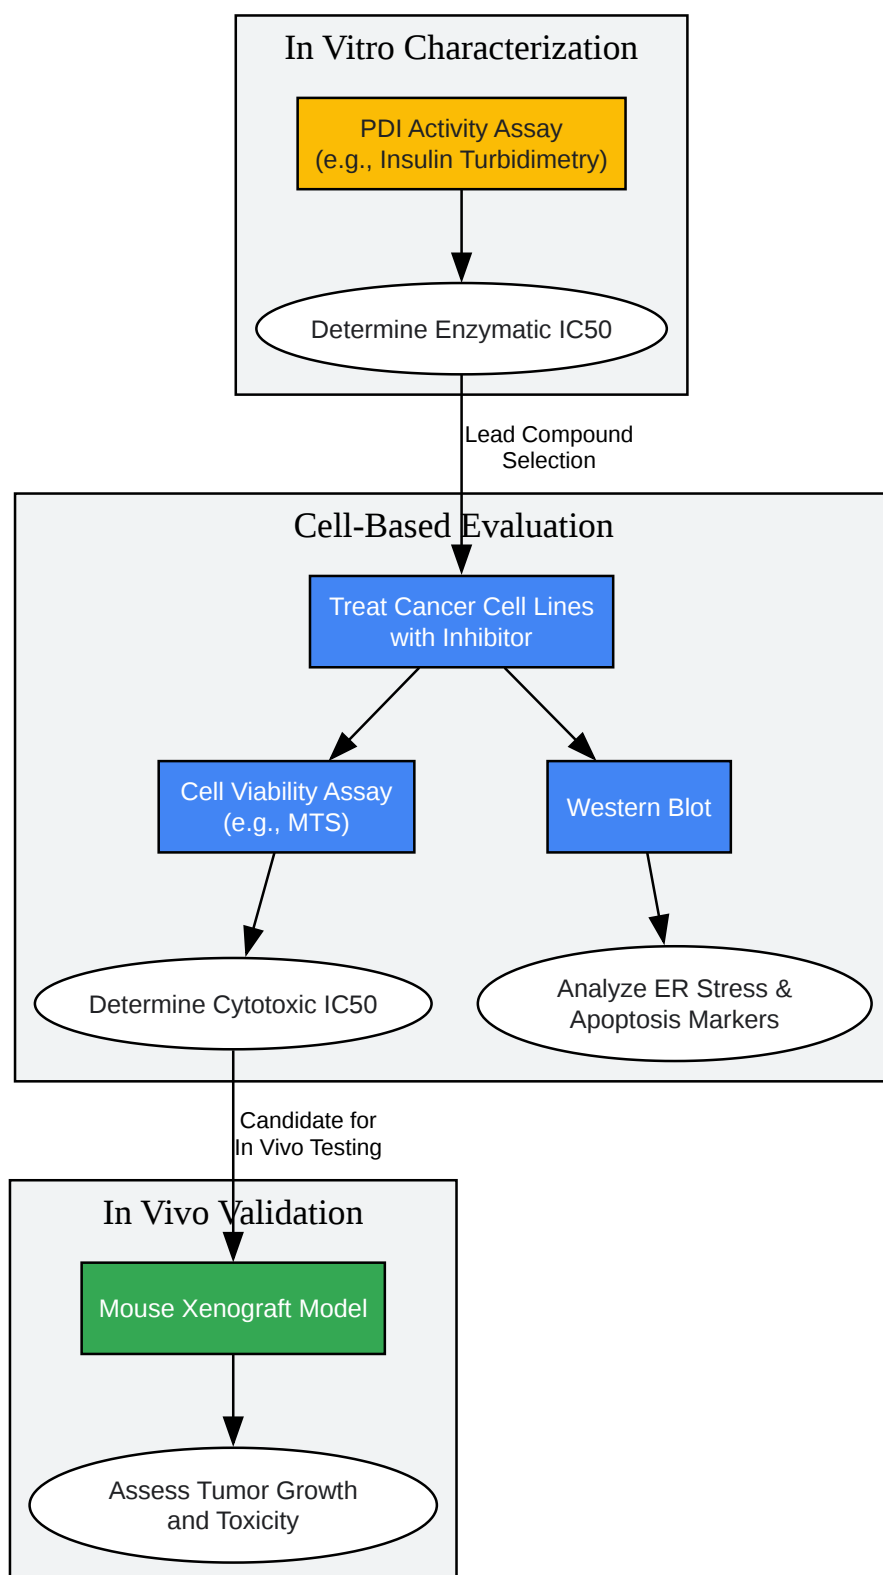 In Vitro Characterization
PDI Activity Assay
(e.g., Insulin Turbidimetry)
Determine Enzymatic IC50
Lead Compound
Selection
Cell-Based Evaluation
Treat Cancer Cell Lines
with Inhibitor
Cell Viability Assay
(e.g., MTS)
Western Blot
Determine Cytotoxic IC50
Analyze ER Stress &
Apoptosis Markers
Candidate for
In Vivo Testing
In Vivo Validation
Mouse Xenograft Model
Assess Tumor Growth
and Toxicity